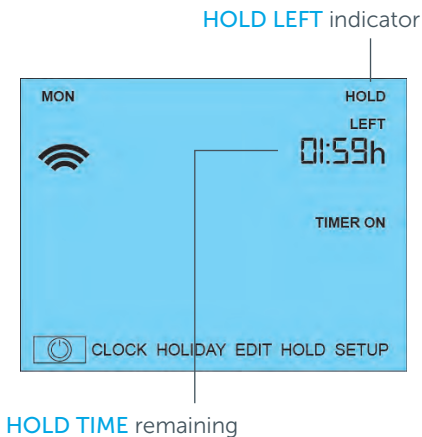 HOLD LEFT indicator
MON HOLD
LEFT
01:59h
TIMER ON
CLOCK HOLIDAY EDIT HOLD SETUP
HOLD TIME remaining